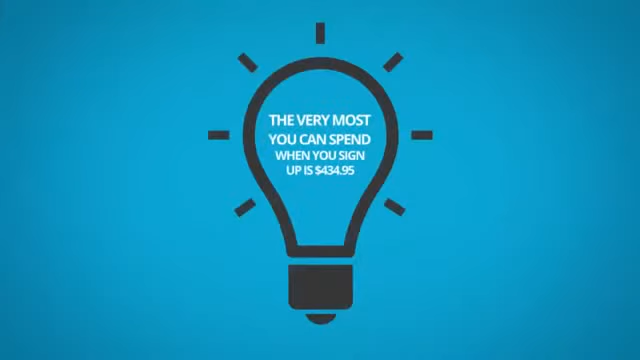 THE VERY MOST
YOU CAN SPEND
WHEN YOU SIGN
UP IS $434.95